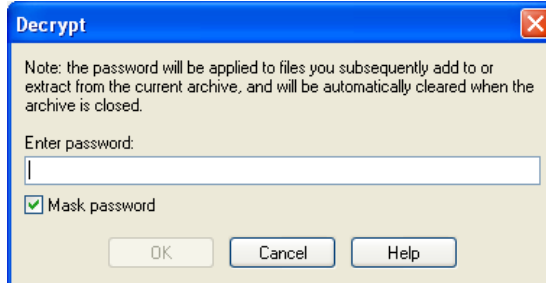 Decrypt
Note: the password will be applied to files you subsequently add to or
extract from the current archive, and will be automatically cleared when the
archive is closed.
Enter password:
Mask password
OK Cancel Help